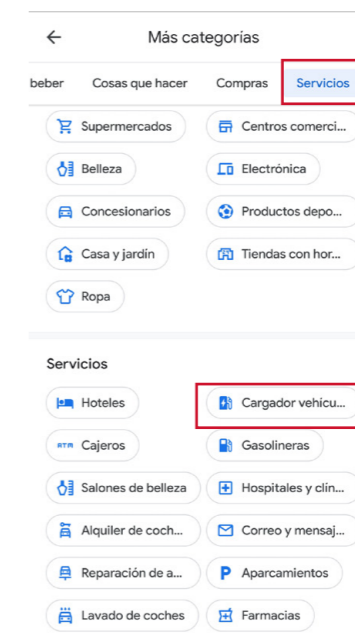 Más categorías
beber Cosas que hacer Compras Servicios
Supermercados Centros comerci...
Belleza Electrónica
Concesionarios Productos depo...
Casa y jardín Tiendas con hor...
Ropa
Servicios
Hoteles Cargador vehícu...
ATM Cajeros Gasolineras
Salones de belleza Hospitales y clín...
Alquiler de coch... Correo y mensaj...
Reparación de a... P Aparcamientos
Lavado de coches Farmacias